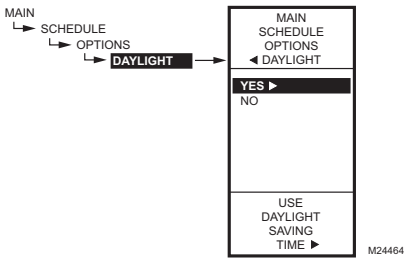 MAIN
SCHEDULE
OPTIONS
DAYLIGHT
MAIN
SCHEDULE
OPTIONS
◄ DAYLIGHT
YES ►
NO
USE
DAYLIGHT
SAVING
TIME ►
M24464